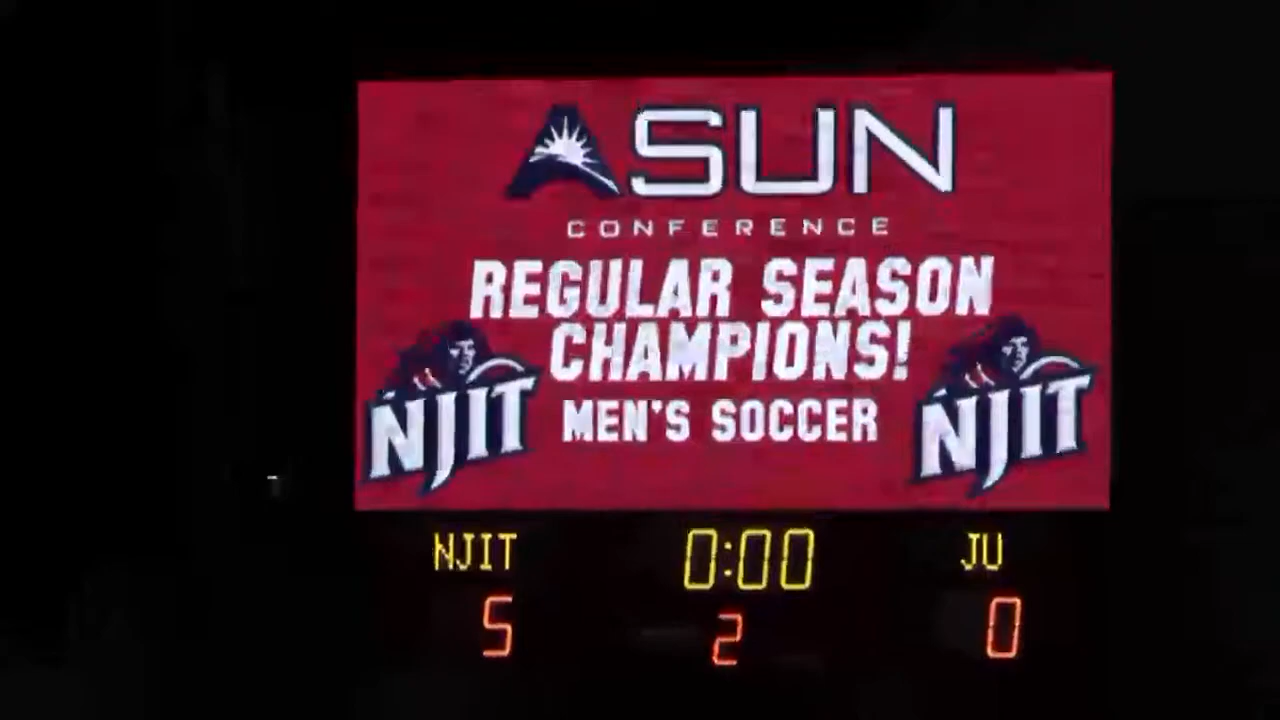 ASUN
CONFERENCE
REGULAR SEASON
CHAMPIONS!
MEN'S SOCCER
NJIT NJIT
NJIT 0:00 JU
5 2 0